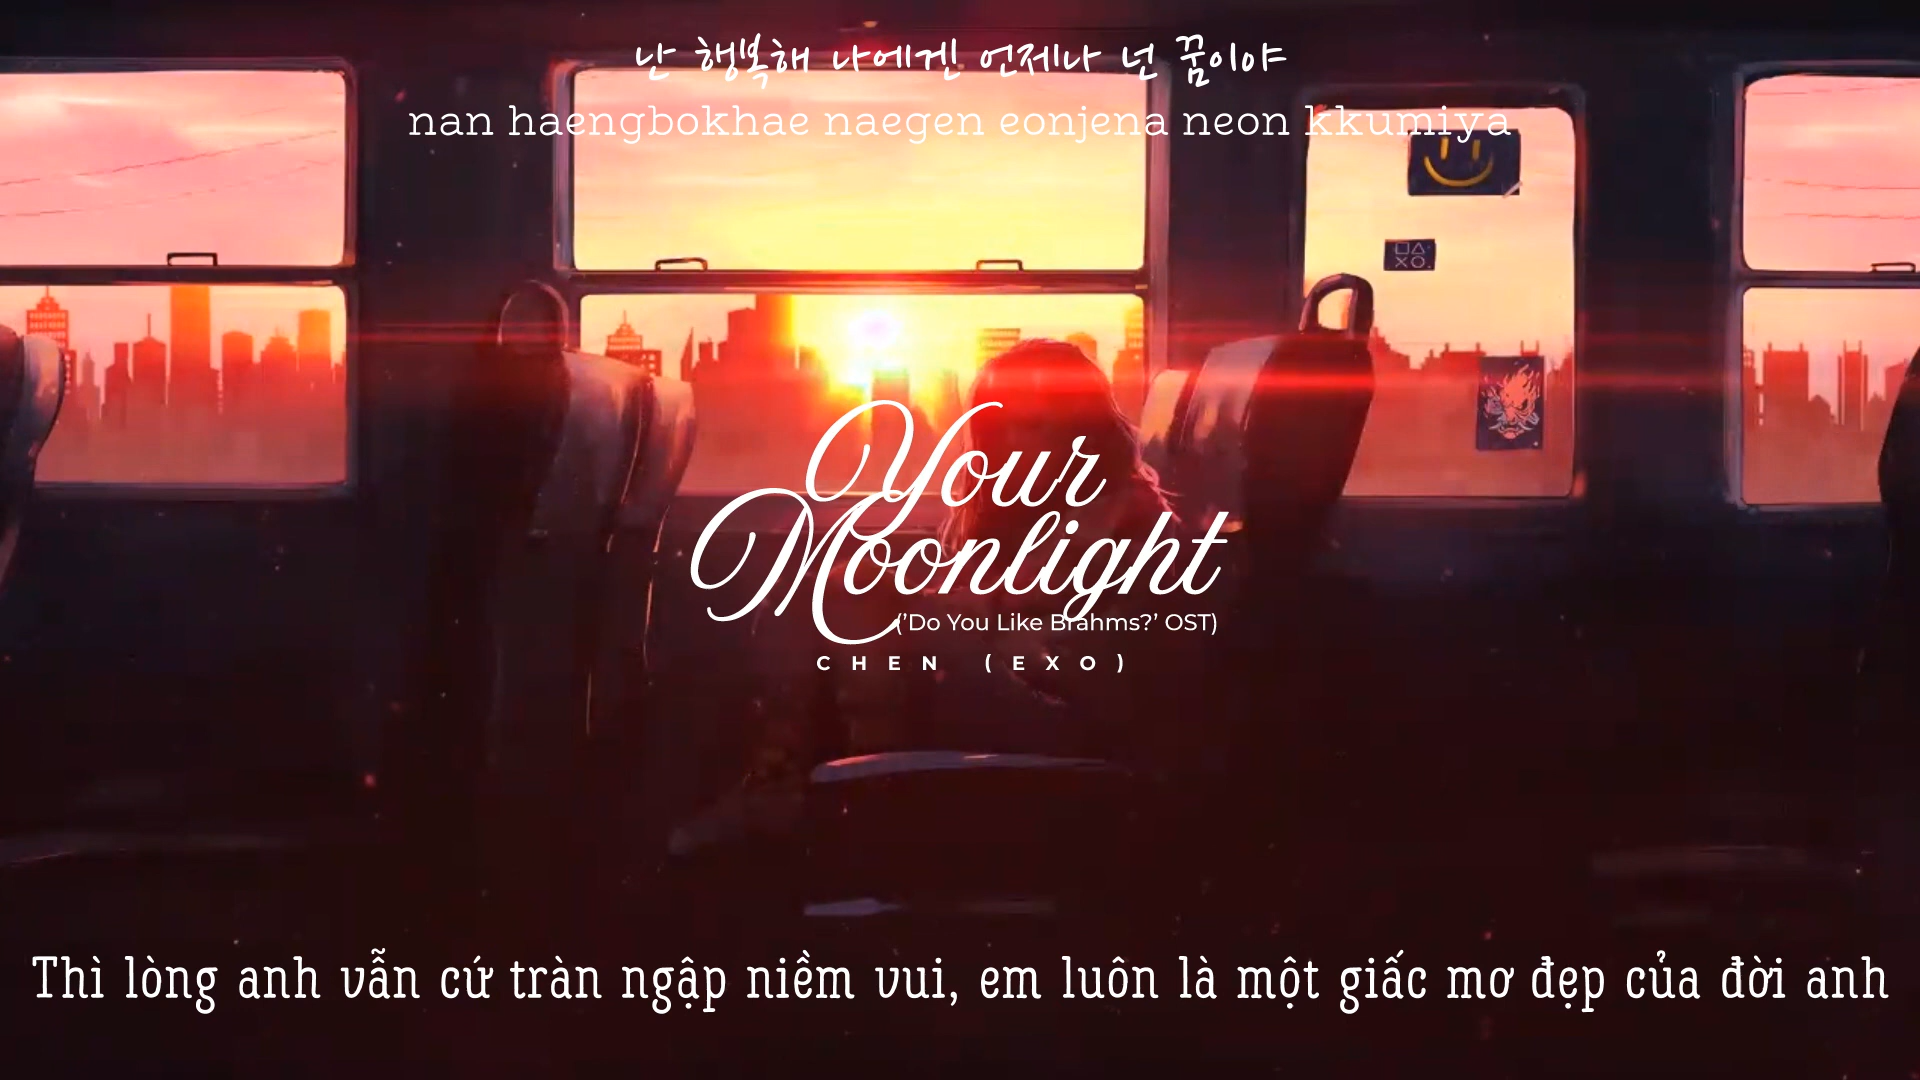 난 행복해 나에겐 언제나 넌 꿈이야
nan haengbokhae naegen eonjena neon kkumiya
Your
Moonlight
('Do You Like Brahms?' OST)
CHEN (EXO)
Thì lòng anh vẫn cứ tràn ngập niềm vui, em luôn là một giấc mơ đẹp của đời anh